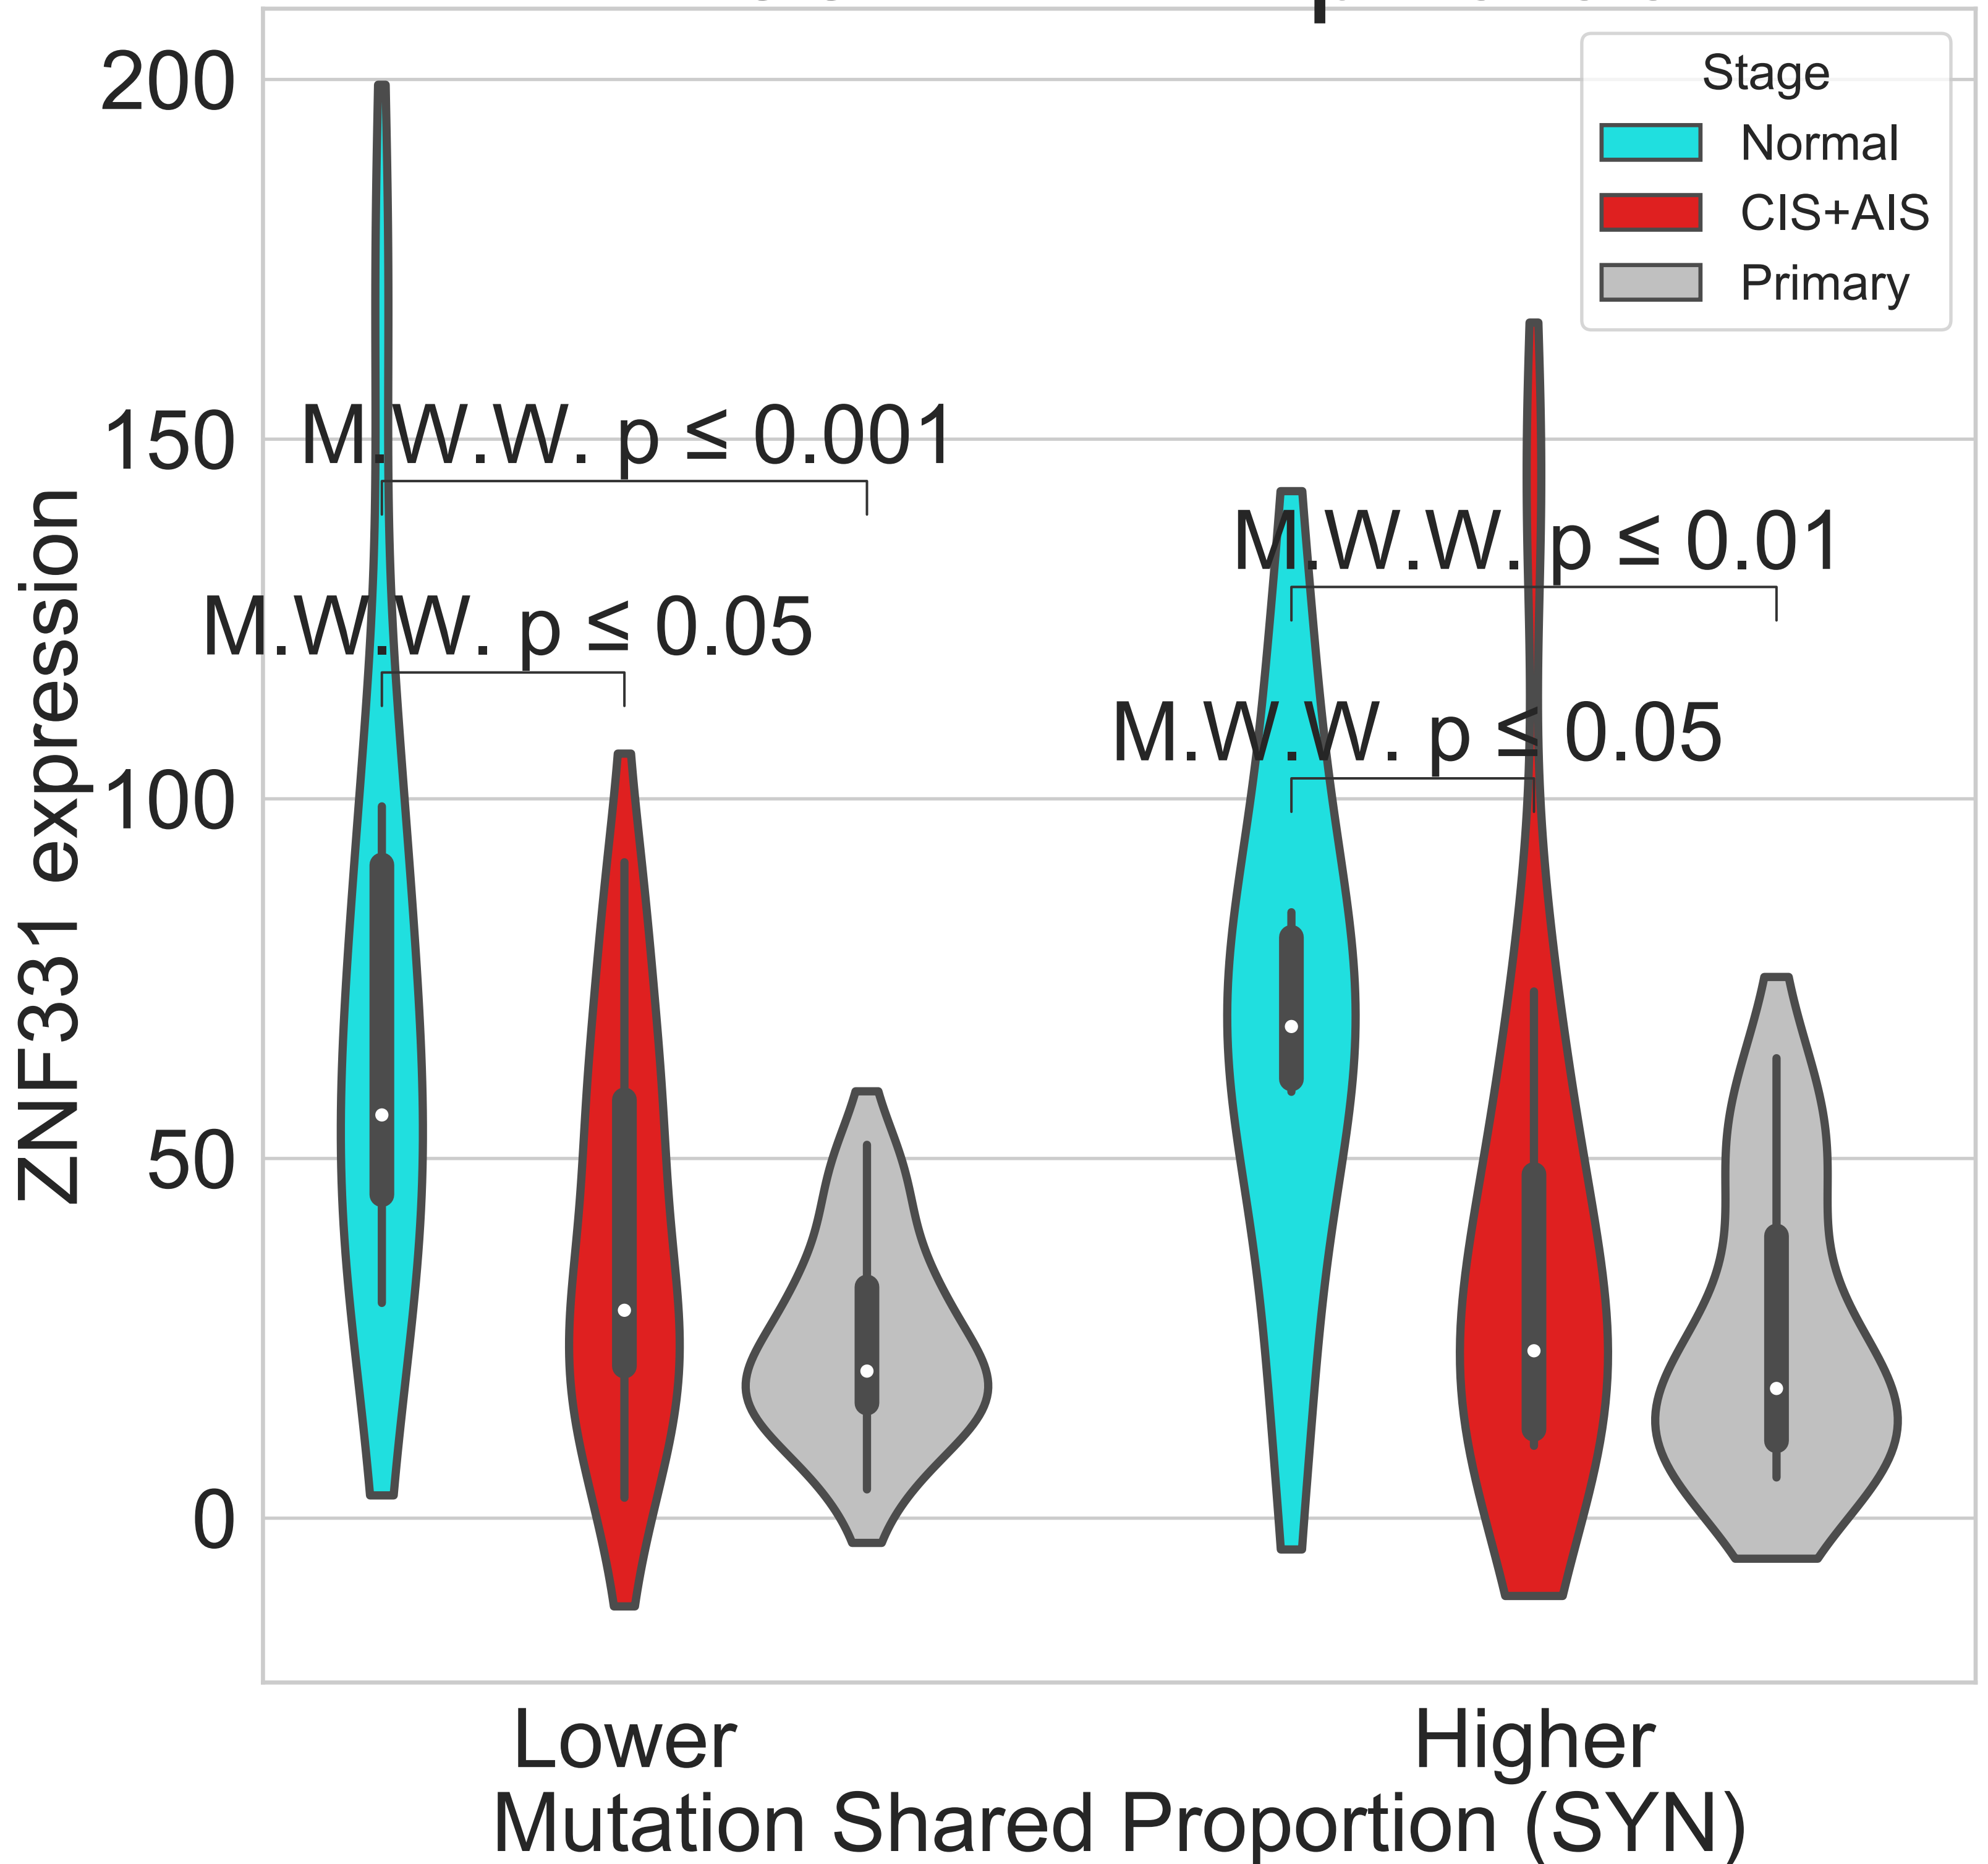 Stage
Normal
CIS+AIS
Primary
200
150
100
50
0
ZNF331 expression
M.W.W. p ≤ 0.001
M.W.W. p ≤ 0.05
M.W.W. p ≤ 0.01
M.W.W. p ≤ 0.05
Lower
Higher
Mutation Shared Proportion (SYN)